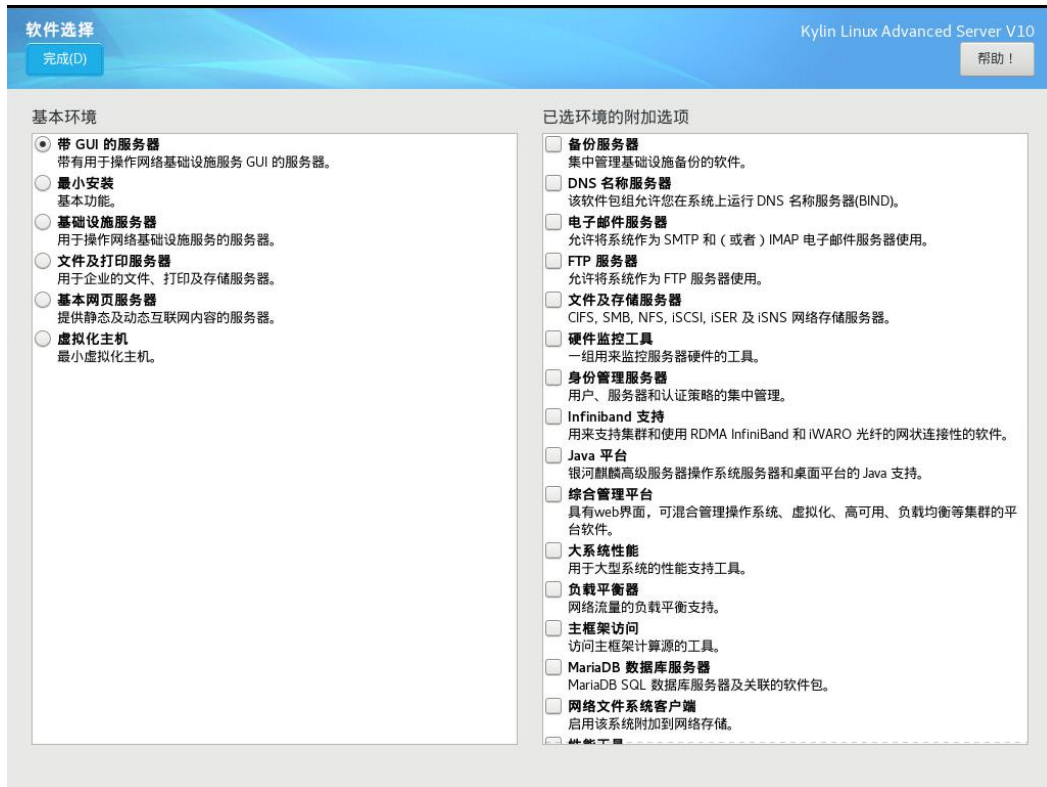 软件选择
Kylin Linux Advanced Server V10
完成(D)
帮助！
基本环境
带 GUI 的服务器
带有用于操作网络基础设施服务 GUI 的服务器。
最小安装
基本功能。
基础设施服务器
用于操作网络基础设施服务的服务器。
文件及打印服务器
用于企业的文件、打印及存储服务器。
基本网页服务器
提供静态及动态互联网内容的服务器。
虚拟化主机
最小虚拟化主机。
已选环境的附加选项
备份服务器
集中管理基础设施备份的软件。
DNS 名称服务器
该软件包组允许您在系统上运行 DNS 名称服务器(BIND)。
电子邮件服务器
允许将系统作为 SMTP 和（或者）IMAP 电子邮件服务器使用。
FTP 服务器
允许将系统作为 FTP 服务器使用。
文件及存储服务器
CIFS, SMB, NFS, iSCSI, iSER 及 iSNS 网络存储服务器。
硬件监控工具
一组用来监控服务器硬件的工具。
身份管理服务器
用户、服务器和认证策略的集中管理。
Infiniband 支持
用来支持集群和使用 RDMA InfiniBand 和 iWARO 光纤的网状连接性的软件。
Java 平台
银河麒麟高级服务器操作系统服务器和桌面平台的 Java 支持。
综合管理平台
具有web界面，可混合管理操作系统、虚拟化、高可用、负载均衡等集群的平
台软件。
大系统性能
用于大型系统的性能支持工具。
负载平衡器
网络流量的负载平衡支持。
主框架访问
访问主框架计算源的工具。
MariaDB 数据库服务器
MariaDB SQL 数据库服务器及关联的软件包。
网络文件系统客户端
启用该系统附加到网络存储。
性能工具